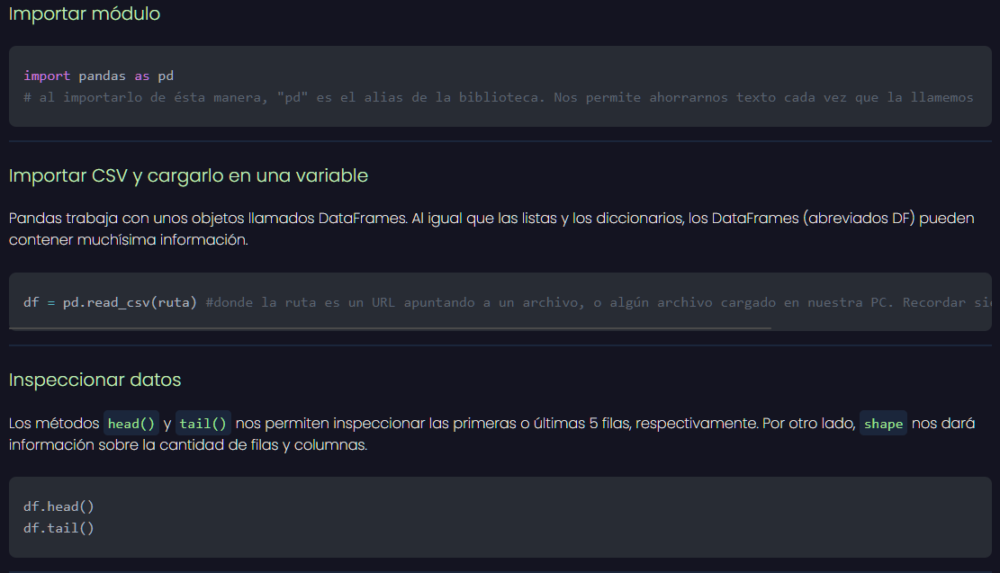 Importar módulo
import pandas as pd
# al importarlo de ésta manera, "pd" es el alias de la biblioteca. Nos permite ahorrarnos texto cada vez que la llamemos
Importar CSV y cargarlo en una variable
Pandas trabaja con unos objetos llamados DataFrames. Al igual que las listas y los diccionarios, los DataFrames (abreviados DF) pueden
contener muchísima información.
df = pd.read_csv(ruta) #donde la ruta es un URL apuntando a un archivo, o algún archivo cargado en nuestra PC. Recordar
Inspeccionar datos
Los métodos head() y tail() nos permiten inspeccionar las primeras o últimas 5 filas, respectivamente. Por otro lado, shape nos dará
información sobre la cantidad de filas y columnas.
df.head()
df.tail()